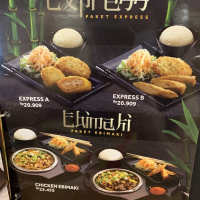 PAKET EXPRESS
EXPRESS A
Rp20.909
EXPRESS B
Rp20.909
Ekimaki
PAKET EKIMAKI
CHICKEN EKIMAKI